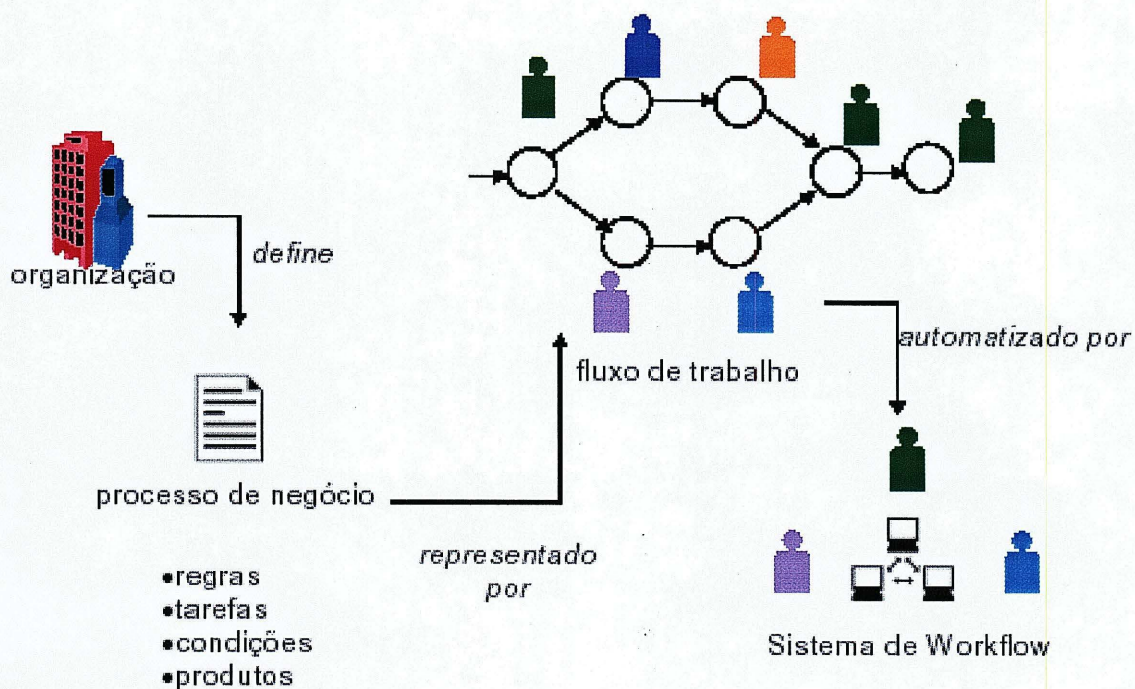 organização
define
processo de negócio
•regras
•tarefas
•condições
•produtos
representado
por
fluxo de trabalho
automatizado por
Sistema de Workflow